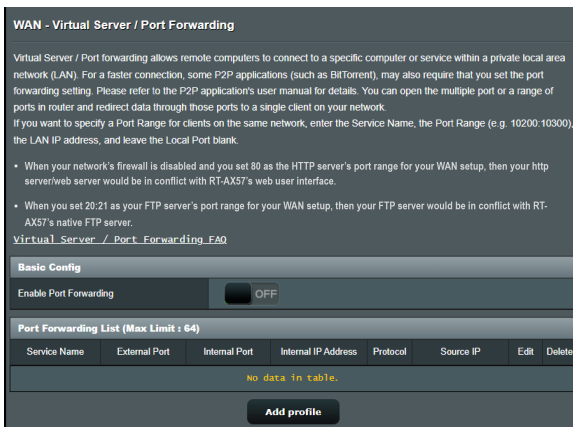 WAN - Virtual Server / Port Forwarding
Virtual Server / Port forwarding allows remote computers to connect to a specific computer or service within a private local area
network (LAN). For a faster connection, some P2P applications (such as BitTorrent), may also require that you set the port
forwarding setting. Please refer to the P2P application's user manual for details. You can open the multiple port or a range of
ports in router and redirect data through those ports to a single client on your network.
If you want to specify a Port Range for clients on the same network, enter the Service Name, the Port Range (e.g. 10200:10300),
the LAN IP address, and leave the Local Port blank.
• When your network's firewall is disabled and you set 80 as the HTTP server's port range for your WAN setup, then your http
server/web server would be in conflict with RT-AX57's web user interface.
• When you set 20:21 as your FTP server's port range for your WAN setup, then your FTP server would be in conflict with RT-
AX57's native FTP server.
Virtual Server / Port Forwarding FAQ
Basic Config
Enable Port Forwarding OFF
Port Forwarding List (Max Limit : 64)
Service Name External Port Internal Port Internal IP Address Protocol Source IP Edit Delete
No data in table.
Add profile